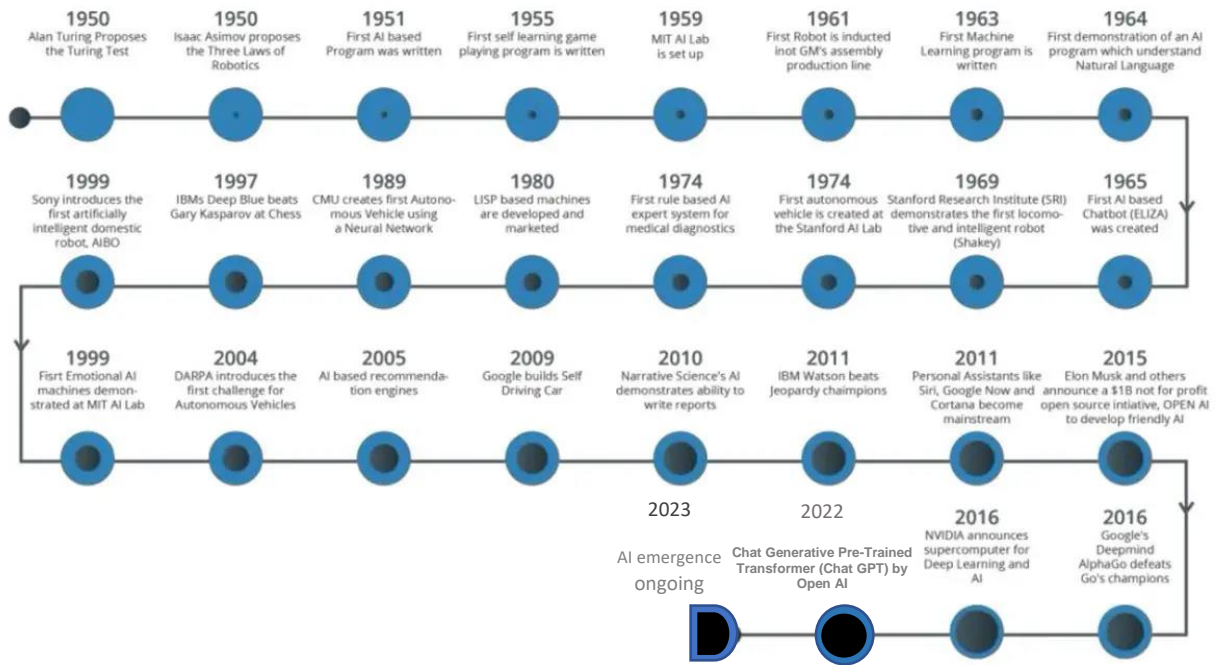 1950
Alan Turing Proposes
the Turing Test
1950
Isaac Asimov proposes
the Three Laws of
Robotics
1951
First AI based
Program was written
1955
First self learning game
playing program is written
1959
MIT AI Lab
is set up
1961
First Robot is inducted
inot GM's assembly
production line
1963
First Machine
Learning program is
written
1964
First demonstration of an AI
program which understand
Natural Language
1999
Sony introduces the
first artificially
intelligent domestic
robot, AIBO
1997
IBMs Deep Blue beats
Gary Kasparov at Chess
1989
CMU creates first Autono-
mous Vehicle using
a Neural Network
1980
LISP based machines
are developed and
marketed
1974
First rule based AI
expert system for
medical diagnostics
1974
First autonomous
vehicle is created at
the Stanford AI Lab
1969
Stanford Research Institute (SRI)
demonstrates the first locomo-
tive and intelligent robot
(Shakey)
1965
First AI based
Chatbot (ELIZA)
was created
1999
Fisrt Emotional AI
machines demon-
strated at MIT AI Lab
2004
DARPA introduces the
first challenge for
Autonomous Vehicles
2005
AI based recommenda-
tion engines
2009
Google builds Self
Driving Car
2010
Narrative Science's AI
demonstrates ability to
write reports
2011
IBM Watson beats
Jeopardy chaimpions
2011
Personal Assistants like
Siri, Google Now and
Cortana become
mainstream
2015
Elon Musk and others
announce a $1B not for profit
open source intiative, OPEN AI
to develop friendly AI
2023
AI emergence
ongoing
2022
Chat Generative Pre-Trained
Transformer (Chat GPT) by
Open AI
2016
NVIDIA announces
supercomputer for
Deep Learning and
AI
2016
Google's
Deepmind
AlphaGo defeats
Go's champions